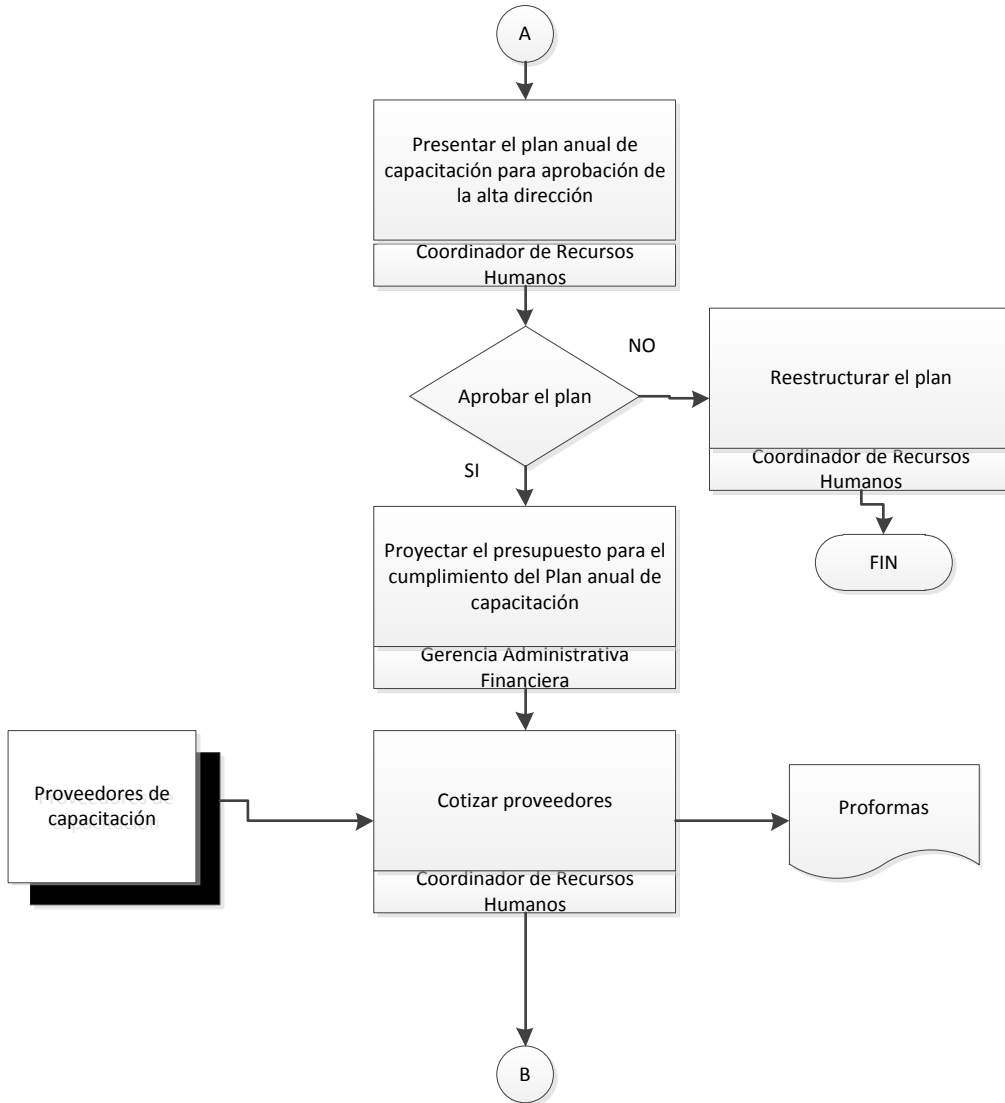 A
Presentar el plan anual de
capacitación para aprobación de
la alta dirección
Coordinador de Recursos
Humanos
NO
Aprobar el plan
Reestructurar el plan
Coordinador de Recursos
Humanos
SI
FIN
Proyectar el presupuesto para el
cumplimiento del Plan anual de
capacitación
Gerencia Administrativa
Financiera
Proveedores de
capacitación
Cotizar proveedores
Coordinador de Recursos
Humanos
Proformas
B